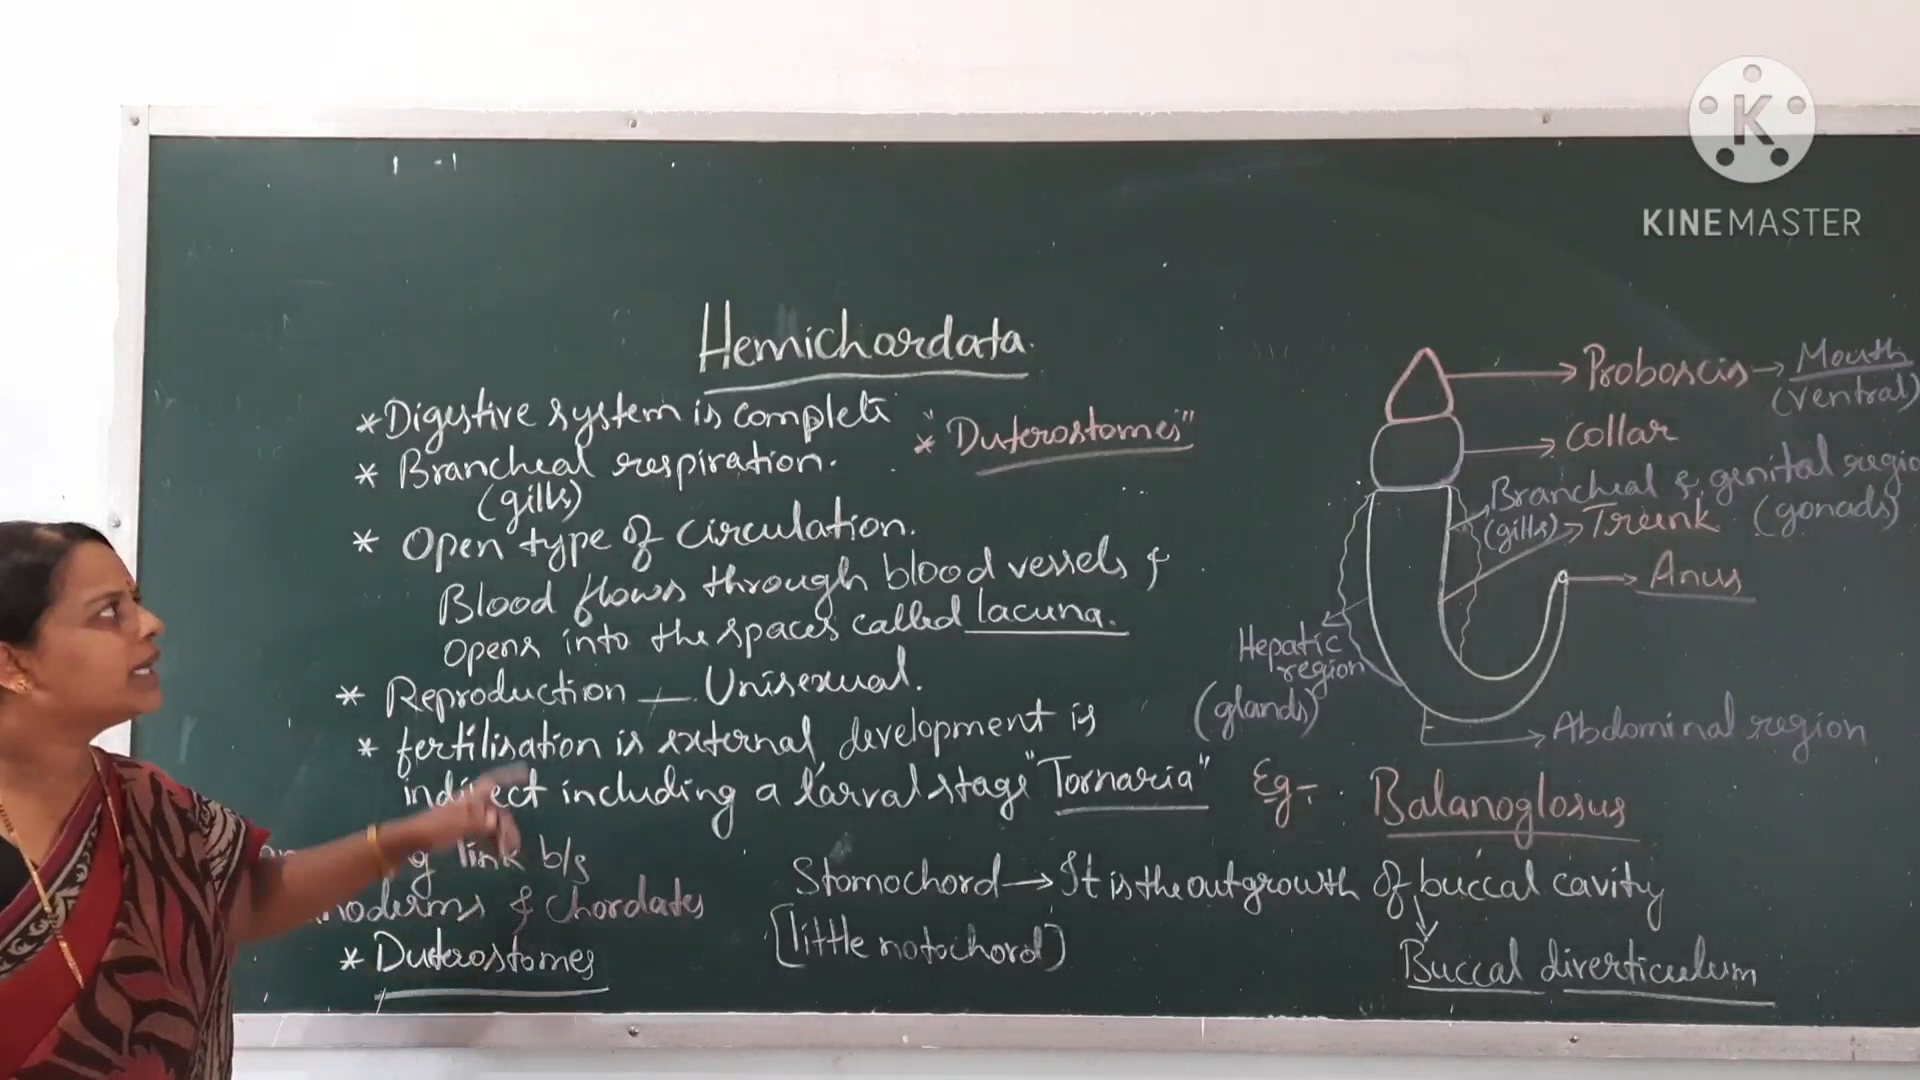 KINEMASTER
Hemichordata.
* Digestive system is complete
* "Duterostomes"
* Brancheal respiration.
(gills)
* Open type of circulation.
Blood flows through blood vessels &
opens into the spaces called lacuna.
* Reproduction — Unisexual.
* fertilisation is external, development is
indirect including a larval stage "Tornaria"
link b/g
& Chordates
* Duterostomes
Proboscis → Mouth
(ventral)
Collar
Brancheal & genital
(gills) Trunk (gonads)
Anus
Hepatic
region
(glands)
Abdominal region
Eg:- Balanoglosus
Stomochord → It is the outgrowth of buccal cavity
[little notochord]
Buccal diverticulum